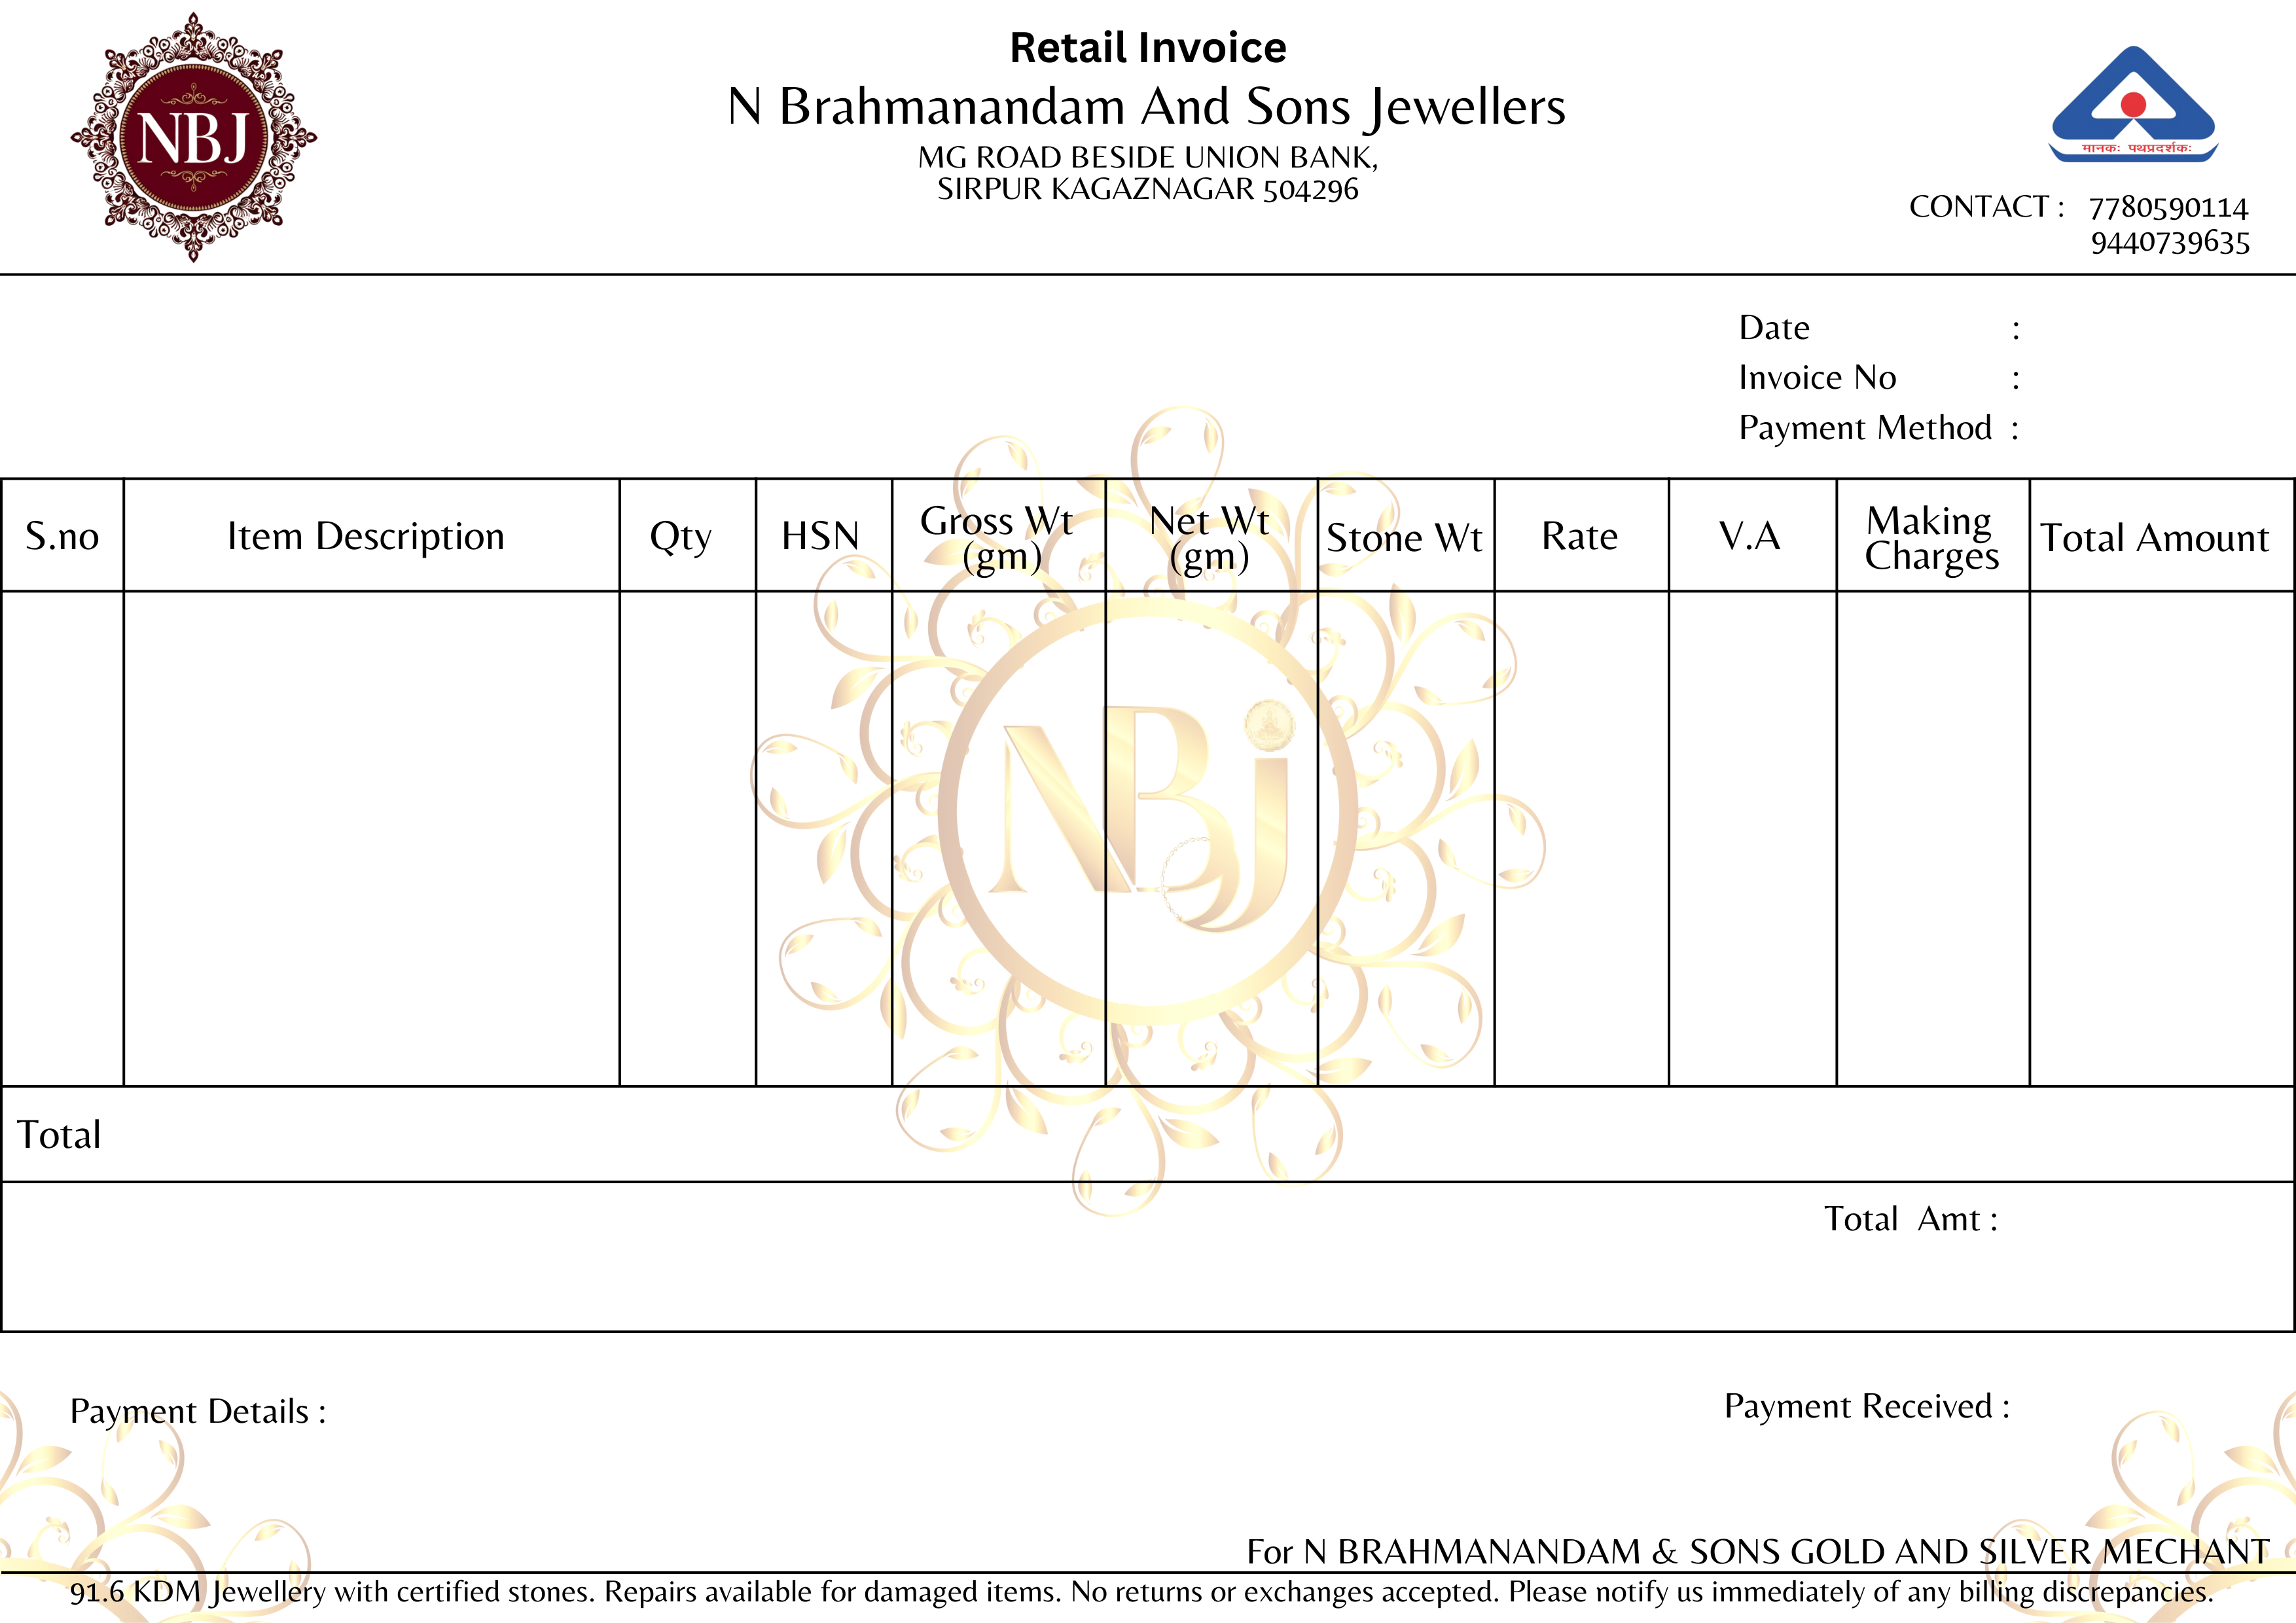 NBJ
Retail Invoice
N Brahmanandam And Sons Jewellers
MG ROAD BESIDE UNION BANK,
SIRPUR KAGAZNAGAR 504296
मानकः पथप्रदर्शकः
CONTACT : 7780590114
9440739635
Date :
Invoice No :
Payment Method :
S.no Item Description Qty HSN Gross Wt (gm) Net Wt (gm) Stone Wt Rate V.A Making Charges Total Amount
NBJ
Total
Total Amt :
Payment Details :
Payment Received :
For N BRAHMANANDAM & SONS GOLD AND SILVER MECHANT
91.6 KDM Jewellery with certified stones. Repairs available for damaged items. No returns or exchanges accepted. Please notify us immediately of any billing discrepancies.